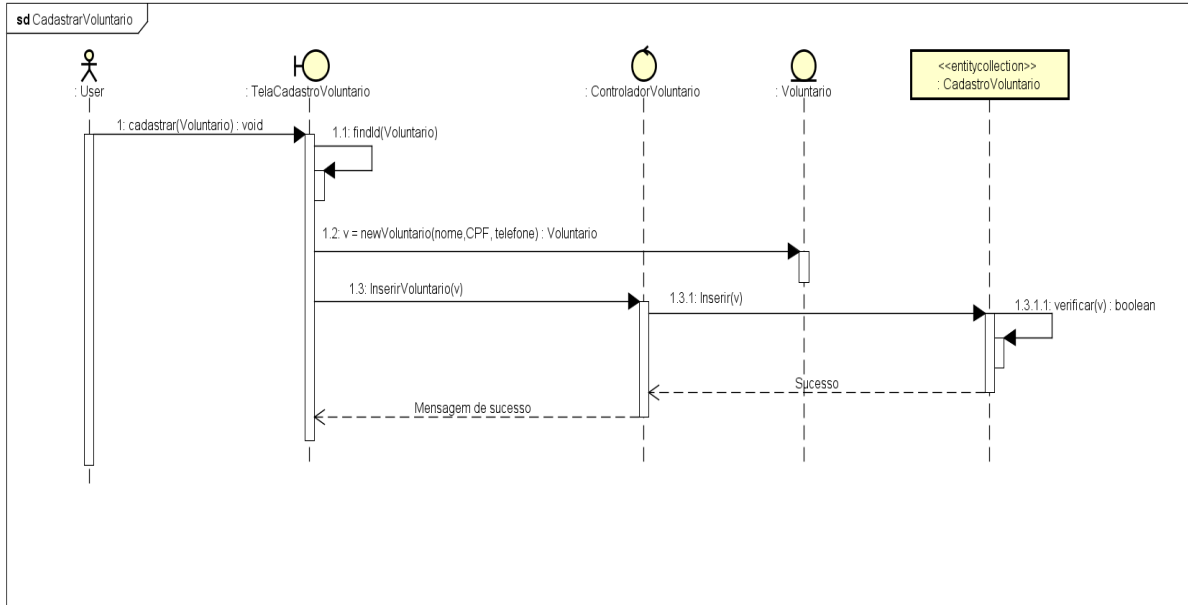 sd CadastrarVoluntario
: User
: TelaCadastroVoluntario
: ControladorVoluntario
: Voluntario
<<entitycollection>>
: CadastroVoluntario
1: cadastrar(Voluntario) : void
1.1: findId(Voluntario)
1.2: v = newVoluntario(nome,CPF, telefone) : Voluntario
1.3: InserirVoluntario(v)
1.3.1: Inserir(v)
1.3.1.1: verificar(v) : boolean
Sucesso
Mensagem de sucesso